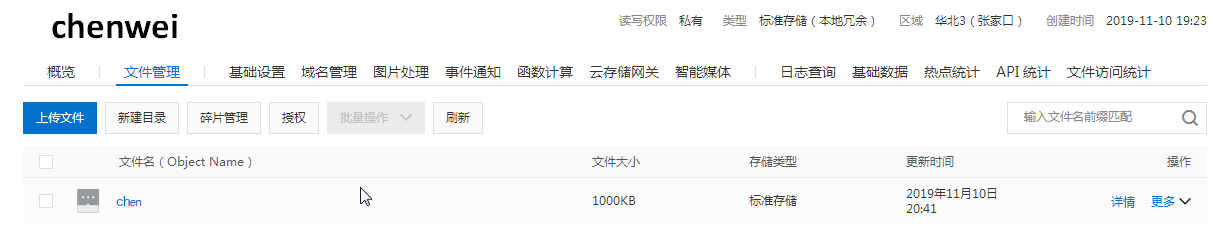 chenwei 读写权限 私有 类型 标准存储（本地冗余） 区域 华北3（张家口） 创建时间 2019-11-10 19:23
概览 文件管理 基础设置 域名管理 图片处理 事件通知 函数计算 云存储网关 智能媒体 日志查询 基础数据 热点统计 API 统计 文件访问统计
上传文件 新建目录 碎片管理 授权 批量操作 刷新 输入文件名前缀匹配
文件名（Object Name） 文件大小 存储类型 更新时间 操作
chen 1000KB 标准存储 2019年11月10日 详情 更多
20:41